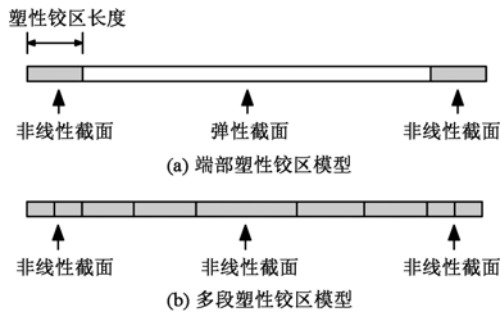 塑性铰区长度
非线性截面 弹性截面 非线性截面
(a) 端部塑性铰区模型
非线性截面 非线性截面 非线性截面
(b) 多段塑性铰区模型